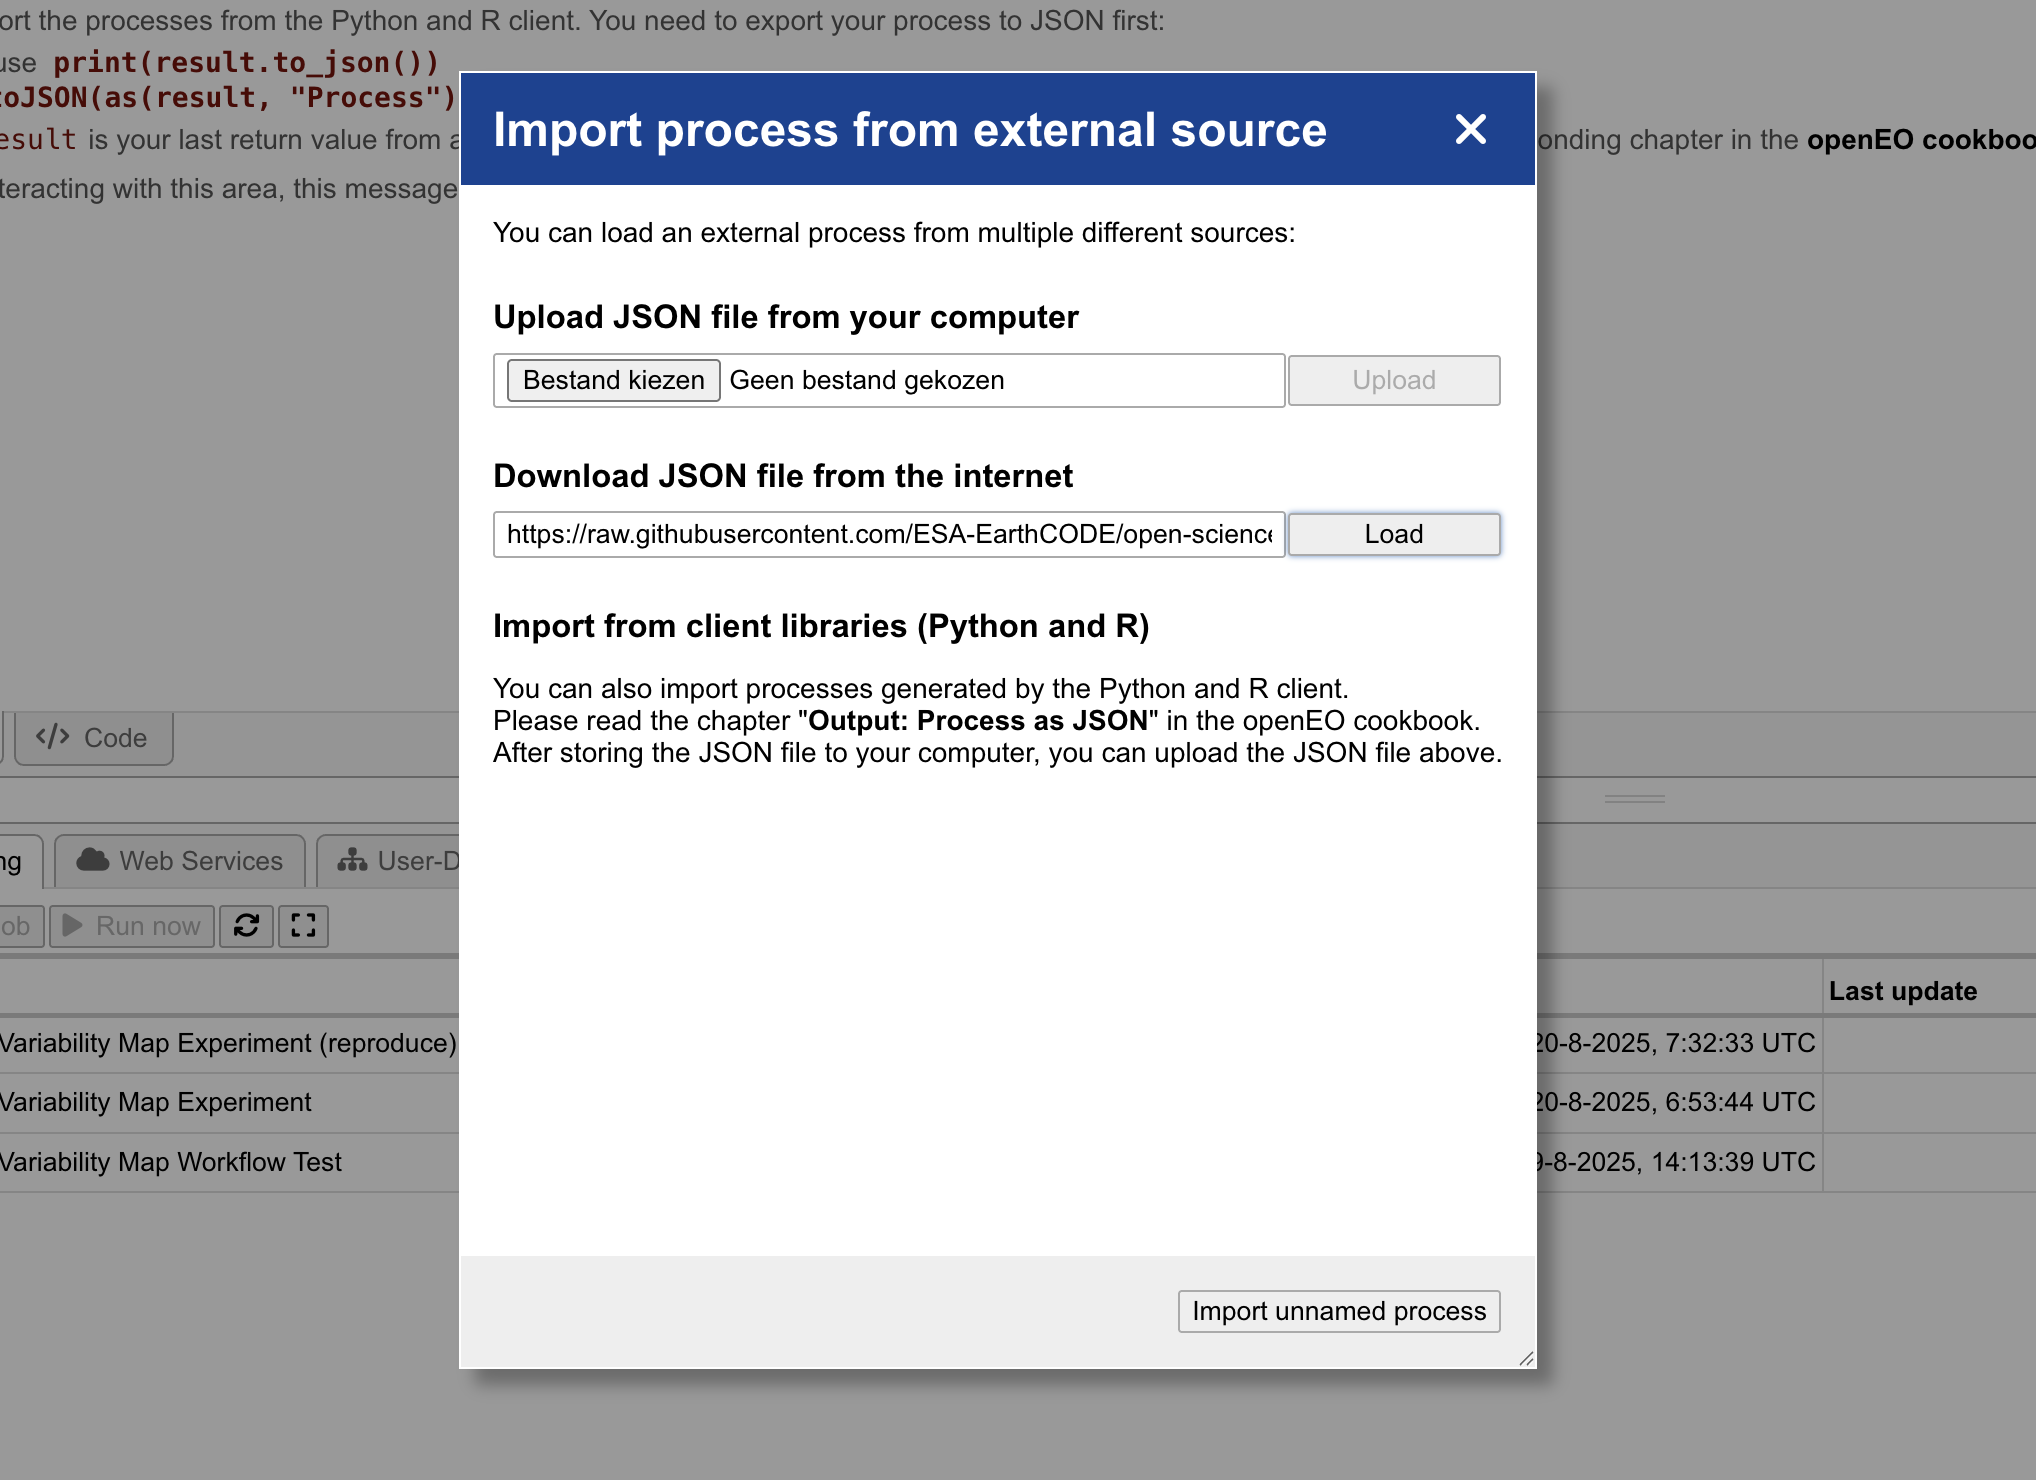 ort the processes from the Python and R client. You need to export your process to JSON first:
use print(result.to_json())
toJSON(as(result, "Process")
esult is your last return value from a
onding chapter in the openEO cookboo
teracting with this area, this message
Import process from external source
You can load an external process from multiple different sources:
Upload JSON file from your computer
Bestand kiezen Geen bestand gekozen Upload
Download JSON file from the internet
https://raw.githubusercontent.com/ESA-EarthCODE/open-science Load
Import from client libraries (Python and R)
You can also import processes generated by the Python and R client.
Please read the chapter "Output: Process as JSON" in the openEO cookbook.
After storing the JSON file to your computer, you can upload the JSON file above.
Import unnamed process
</> Code
ng Web Services User-D
ob Run now
Last update
Variability Map Experiment (reproduce) 20-8-2025, 7:32:33 UTC
Variability Map Experiment 20-8-2025, 6:53:44 UTC
Variability Map Workflow Test 9-8-2025, 14:13:39 UTC